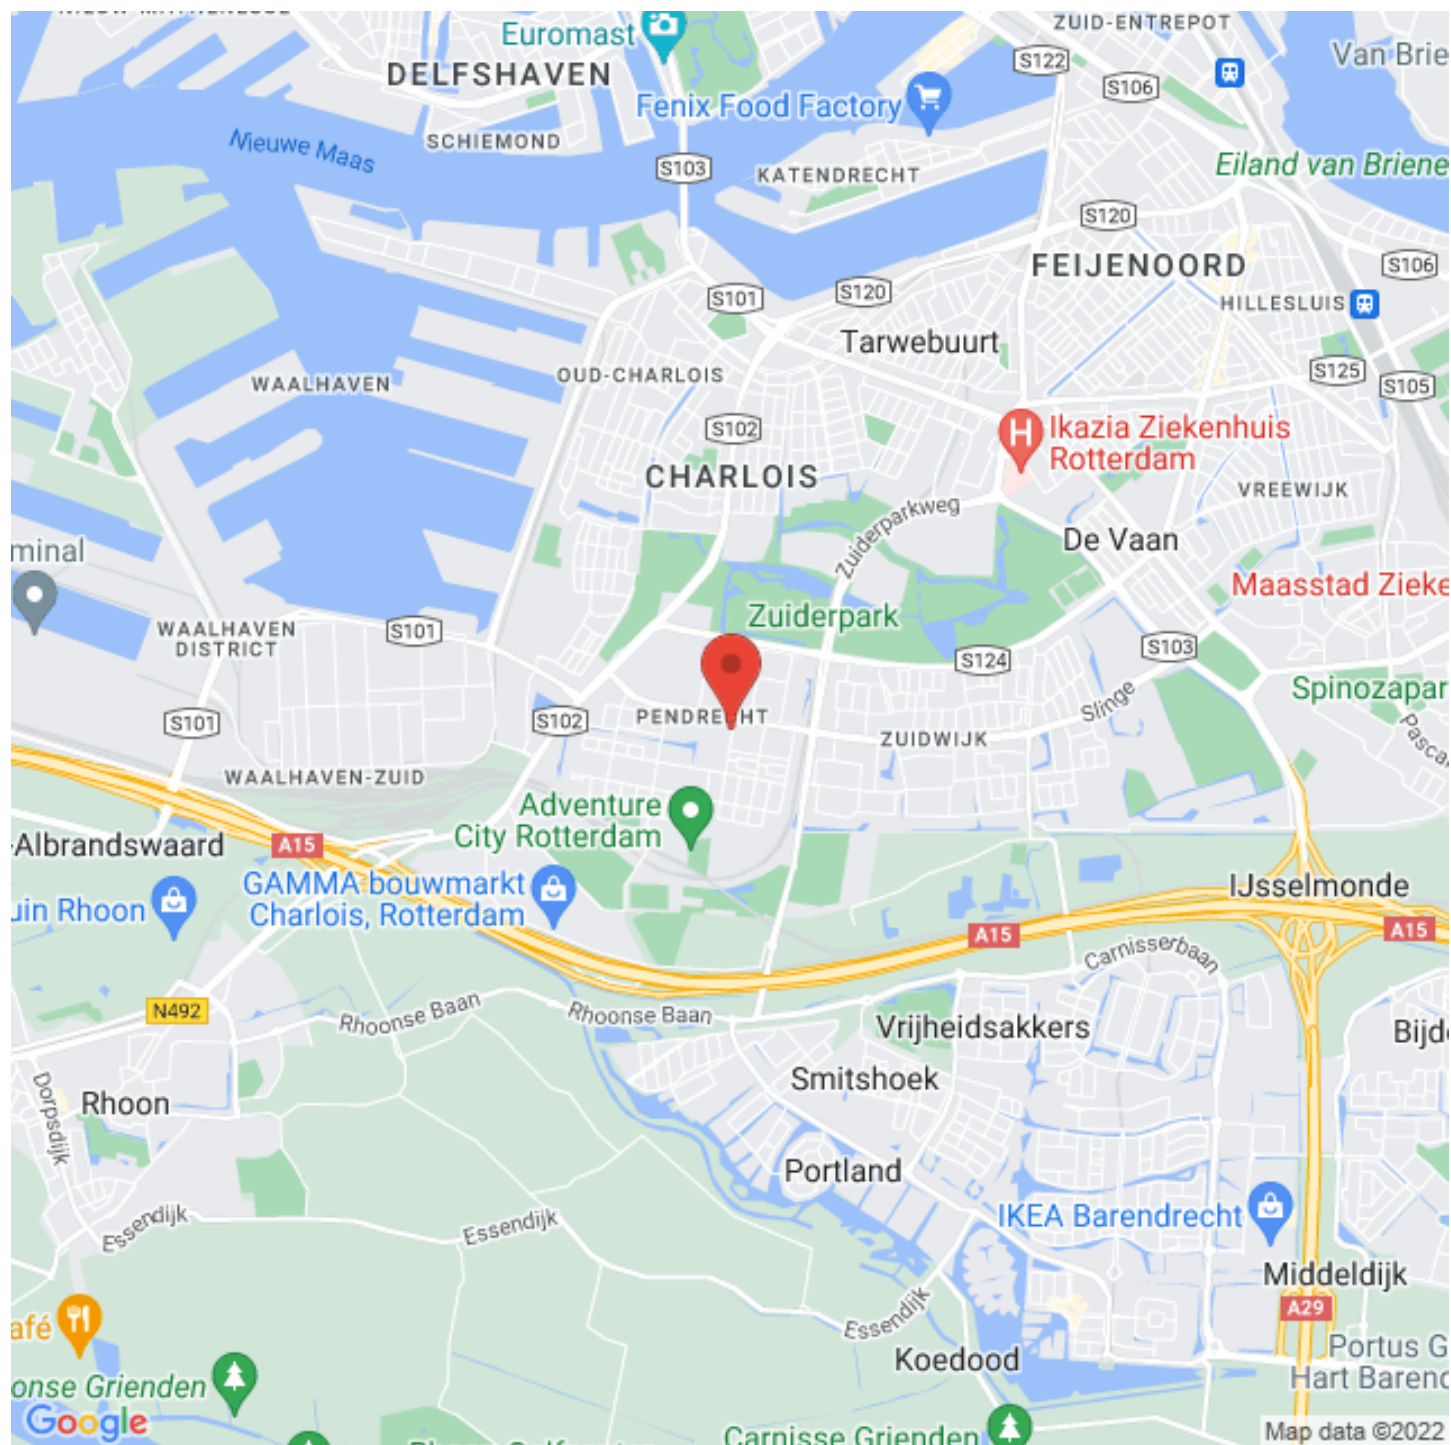 Euromast
ZUID-ENTREPOT
Van Brie
DELFSHAVEN
S122
S106
Fenix Food Factory
Nieuwe Maas
SCHIEMOND
S103
KATENDRECHT
Eiland van Briene
S120
FEIJENOORD
S106
S101
S120
HILLESLUIS
Tarwebuurt
WAALHAVEN
OUD-CHARLOIS
S125
S105
S102
Ikazia Ziekenhuis
Rotterdam
CHARLOIS
VREEWIJK
Zuiderparkweg
De Vaan
minal
Maasstad Zieke
Zuiderpark
WAALHAVEN
DISTRICT
S101
S124
S103
Slinge
Spinozapar
S101
S102
PENDRECHT
ZUIDWIJK
Pasca
WAALHAVEN-ZUID
Adventure
City Rotterdam
-Albrandswaard
A15
GAMMA bouwmarkt
Charlois, Rotterdam
IJsselmonde
uin Rhoon
A15
A15
Carnisserbaan
N492
Rhoonse Baan
Rhoonse Baan
Vrijheidsakkers
Bijd
Smitshoek
Dorpsdijk
Rhoon
Portland
Essendijk
Essendijk
IKEA Barendrecht
Middeldijk
A29
afé
Essendijk
Portus G
Hart Barend
Koedood
onse Grienden
Google
Carnisse Grienden
Map data ©2022